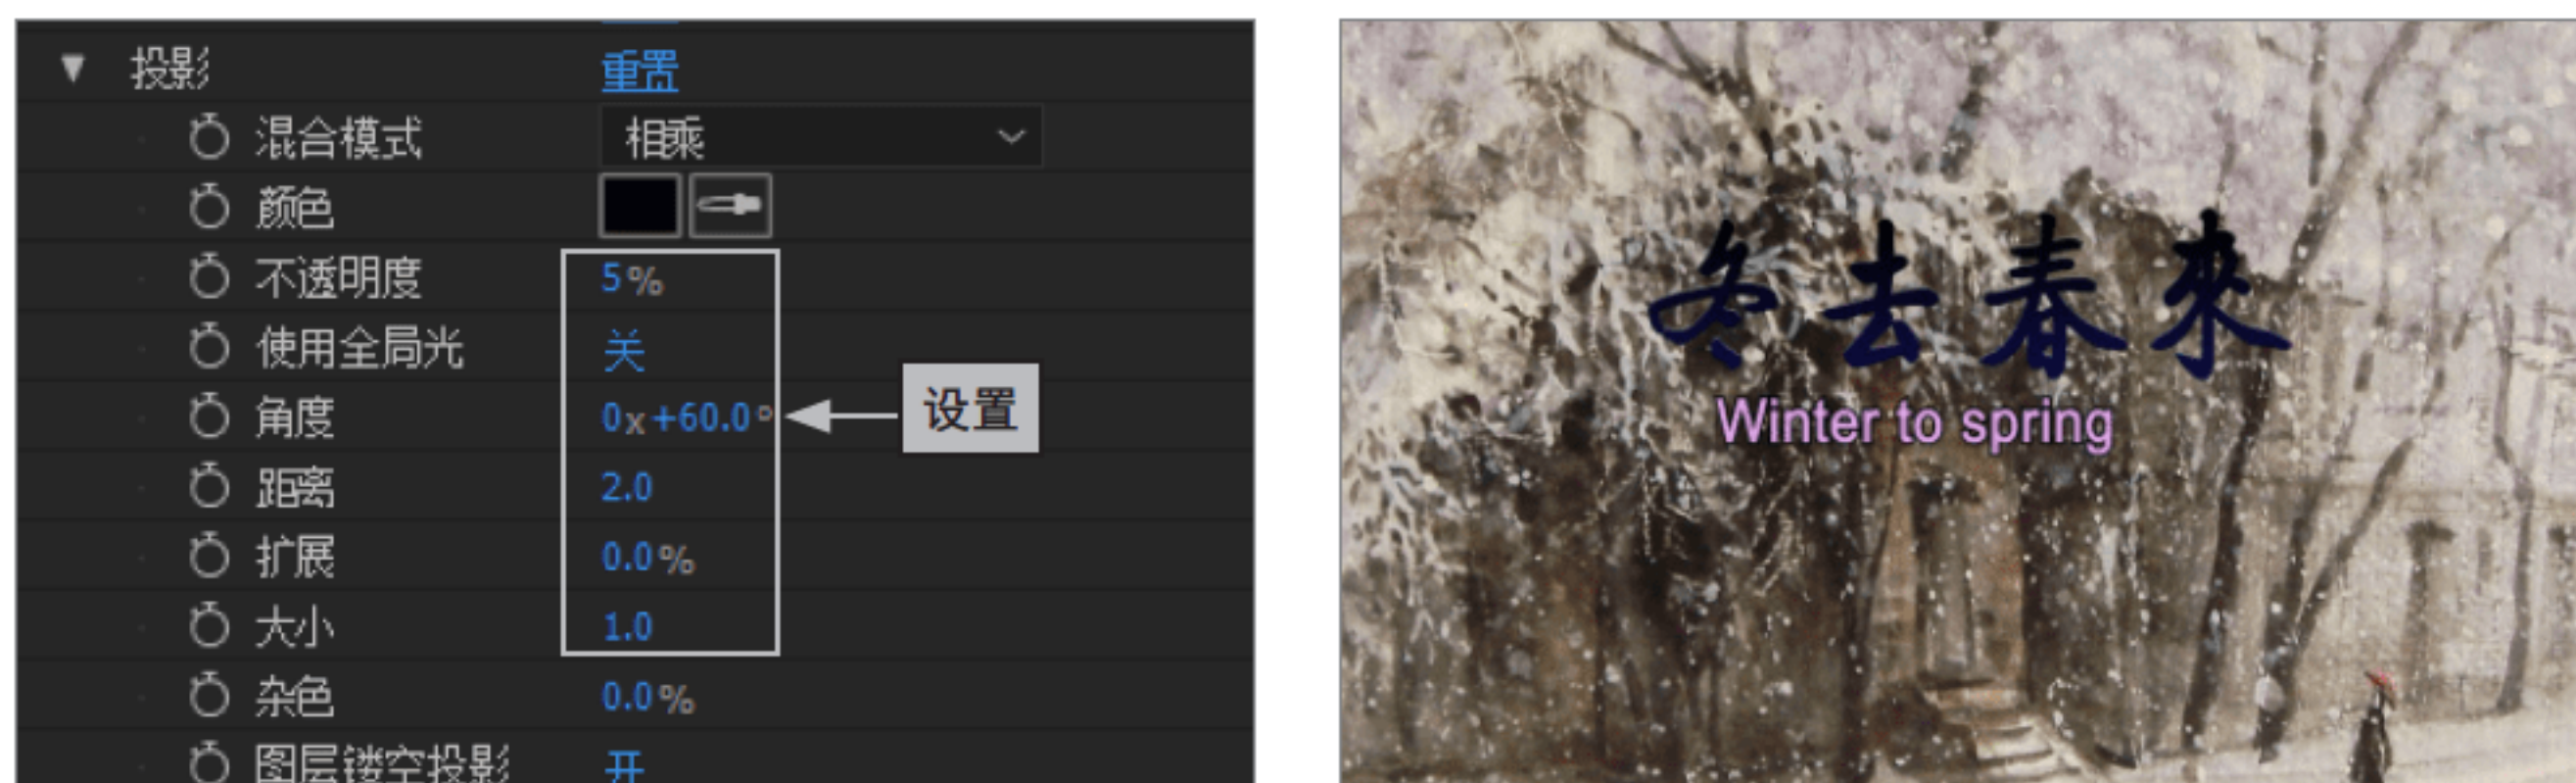 投影 重置
混合模式 相乘
颜色
不透明度 5%
使用全局光 关
角度 0x+60.0°
设置
距离 2.0
扩展 0.0%
大小 1.0
杂色 0.0%
图层镂空投影 开
冬去春來
Winter to spring